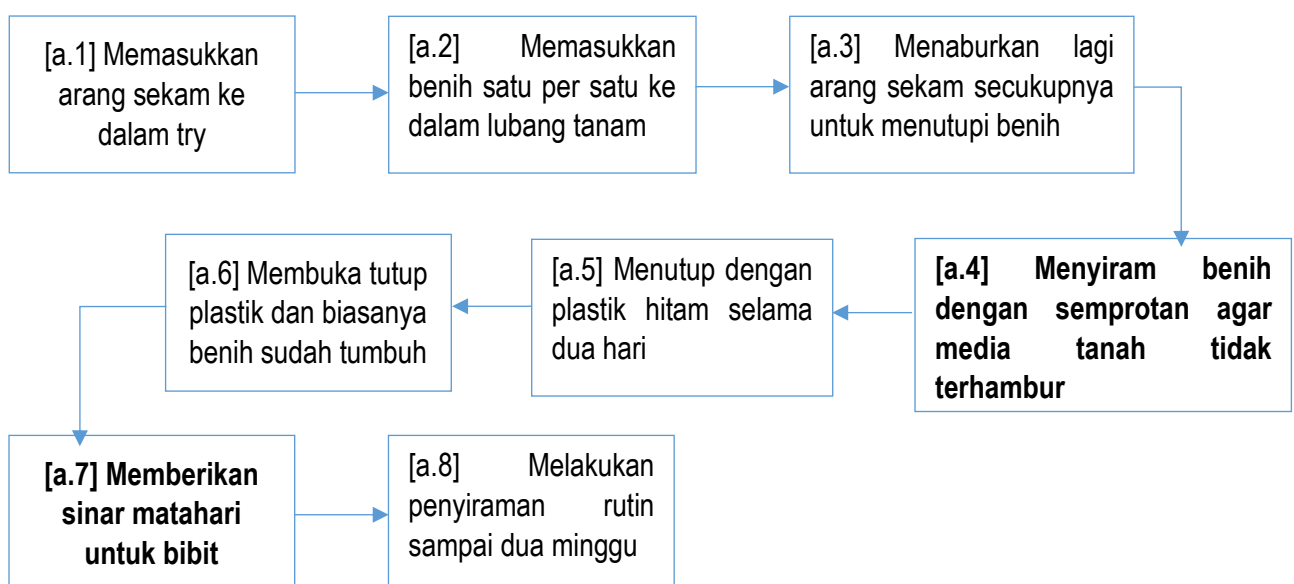 [a.1] Memasukkan
arang sekam ke
dalam try
[a.2] Memasukkan
benih satu per satu ke
dalam lubang tanam
[a.3] Menaburkan lagi
arang sekam secukupnya
untuk menutupi benih
[a.4] Menyiram benih
dengan semprotan agar
media tanah tidak
terhambur
[a.5] Menutup dengan
plastik hitam selama
dua hari
[a.6] Membuka tutup
plastik dan biasanya
benih sudah tumbuh
[a.7] Memberikan
sinar matahari
untuk bibit
[a.8] Melakukan
penyiraman rutin
sampai dua minggu